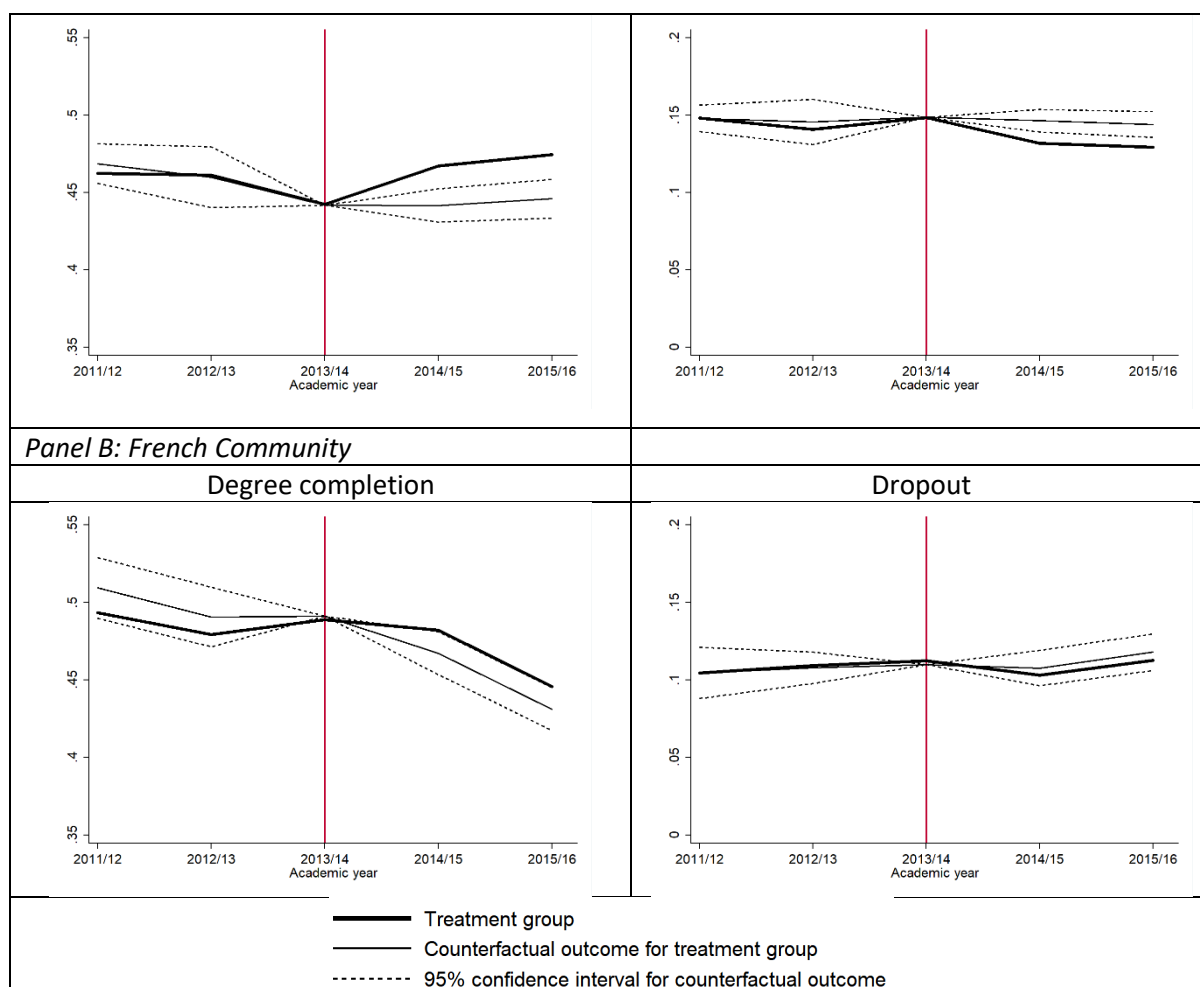 .55
.5
.45
.4
.35
2011/12 2012/13 2013/14 2014/15 2015/16
Academic year
.2
.15
.1
.05
0
2011/12 2012/13 2013/14 2014/15 2015/16
Academic year
Panel B: French Community
Degree completion
Dropout
.55
.5
.45
.4
.35
2011/12 2012/13 2013/14 2014/15 2015/16
Academic year
.2
.15
.1
.05
0
2011/12 2012/13 2013/14 2014/15 2015/16
Academic year
Treatment group
Counterfactual outcome for treatment group
95% confidence interval for counterfactual outcome